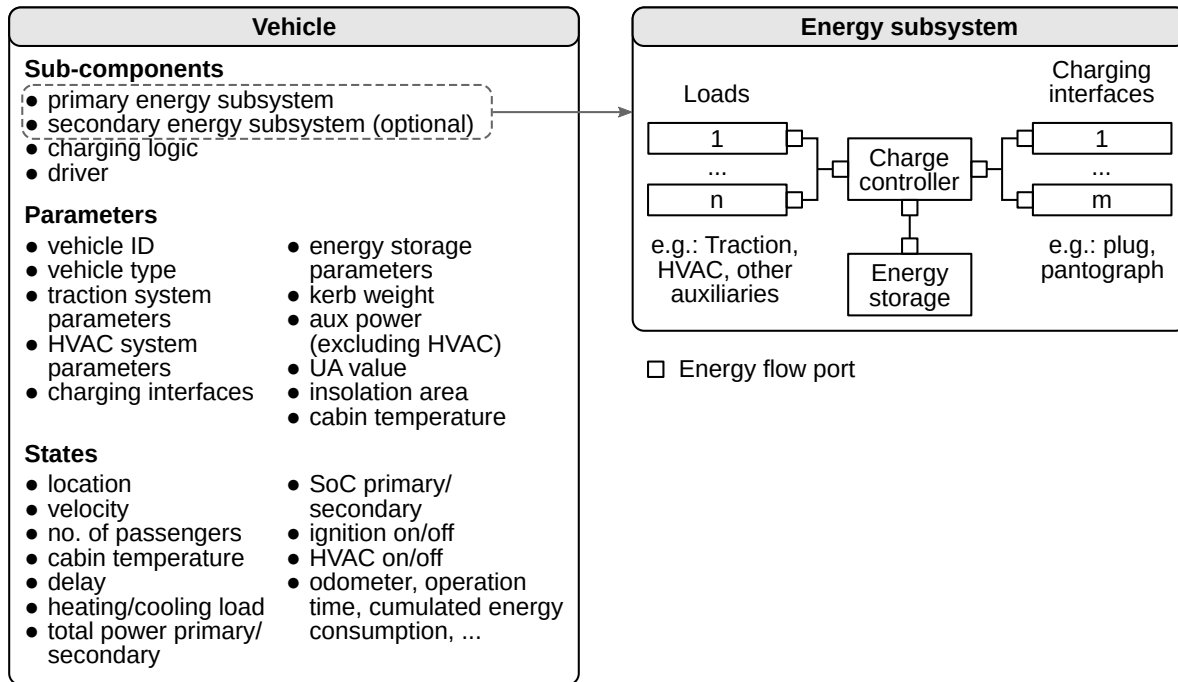 Vehicle
Sub-components
● primary energy subsystem
● secondary energy subsystem (optional)
● charging logic
● driver
Parameters
● vehicle ID
● vehicle type
● traction system
parameters
● HVAC system
parameters
● charging interfaces
● energy storage
parameters
● kerb weight
● aux power
(excluding HVAC)
● UA value
● insolation area
● cabin temperature
States
● location
● velocity
● no. of passengers
● cabin temperature
● delay
● heating/cooling load
● total power primary/
secondary
● SoC primary/
secondary
● ignition on/off
● HVAC on/off
● odometer, operation
time, cumulated energy
consumption, ...
Energy subsystem
Loads
1
...
n
e.g.: Traction,
HVAC, other
auxiliaries
Charge
controller
Energy
storage
Charging
interfaces
1
...
m
e.g.: plug,
pantograph
Energy flow port